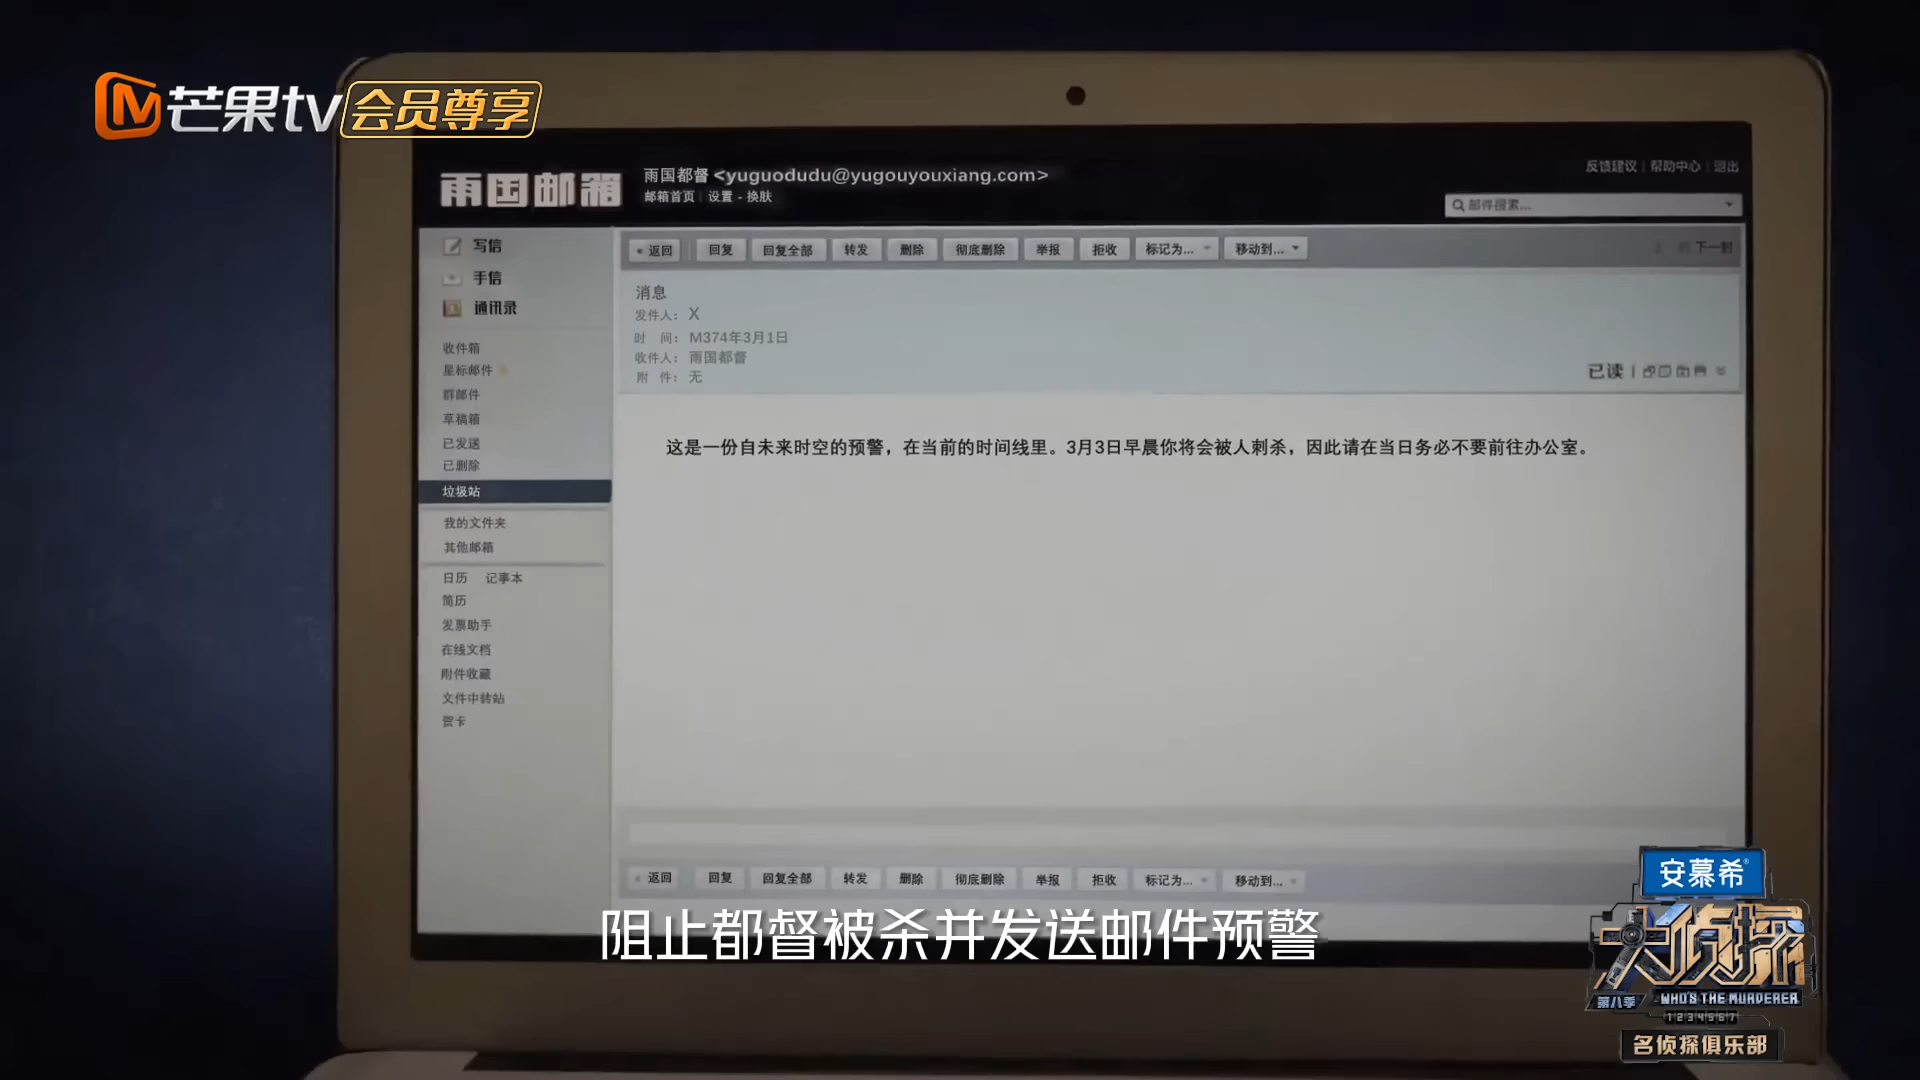 芒果tv 会员尊享
雨国邮箱
雨国都督 <yuguodudu@yugouyouxiang.com>
邮箱首页 | 设置 - 换肤
反馈建议 | 帮助中心 | 退出
邮件搜索...
写信
手信
通讯录
收件箱
星标邮件
群邮件
草稿箱
已发送
已删除
垃圾站
我的文件夹
其他邮箱
日历 记事本
简历
发票助手
在线文档
附件收藏
文件中转站
贺卡
返回 回复 回复全部 转发 删除 彻底删除 举报 拒收 标记为... 移动到...
下一封
消息
发件人: X
时 间: M374年3月1日
收件人: 雨国都督
附 件: 无
已读
这是一份自未来时空的预警，在当前的时间线里。3月3日早晨你将会被人刺杀，因此请在当日务必不要前往办公室。
返回 回复 回复全部 转发 删除 彻底删除 举报 拒收 标记为... 移动到...
阻止都督被杀并发送邮件预警
安慕希
大侦探
第八季 WHO'S THE MURDERER
1234567
名侦探俱乐部